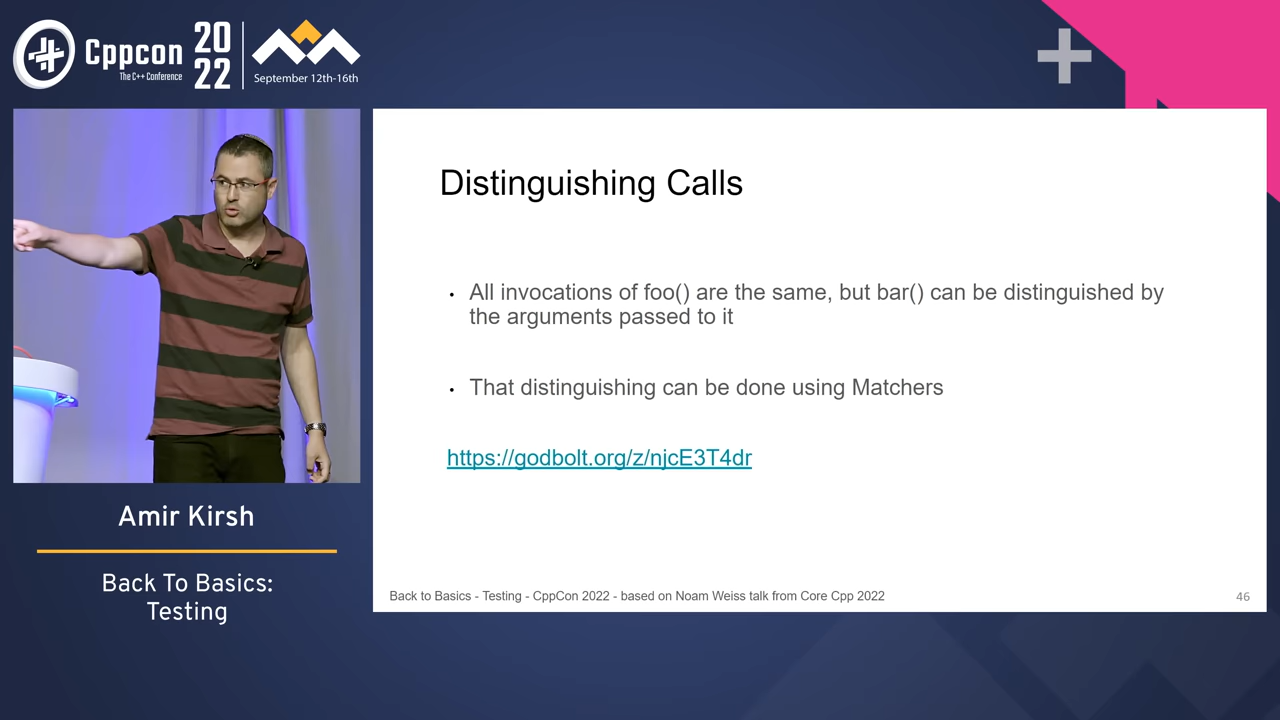 Cppcon
The C++ Conference
20
22
September 12th-16th
Distinguishing Calls
• All invocations of foo() are the same, but bar() can be distinguished by
the arguments passed to it
• That distinguishing can be done using Matchers
https://godbolt.org/z/njcE3T4dr
Amir Kirsh
Back To Basics:
Testing
Back to Basics - Testing - CppCon 2022 - based on Noam Weiss talk from Core Cpp 2022
46